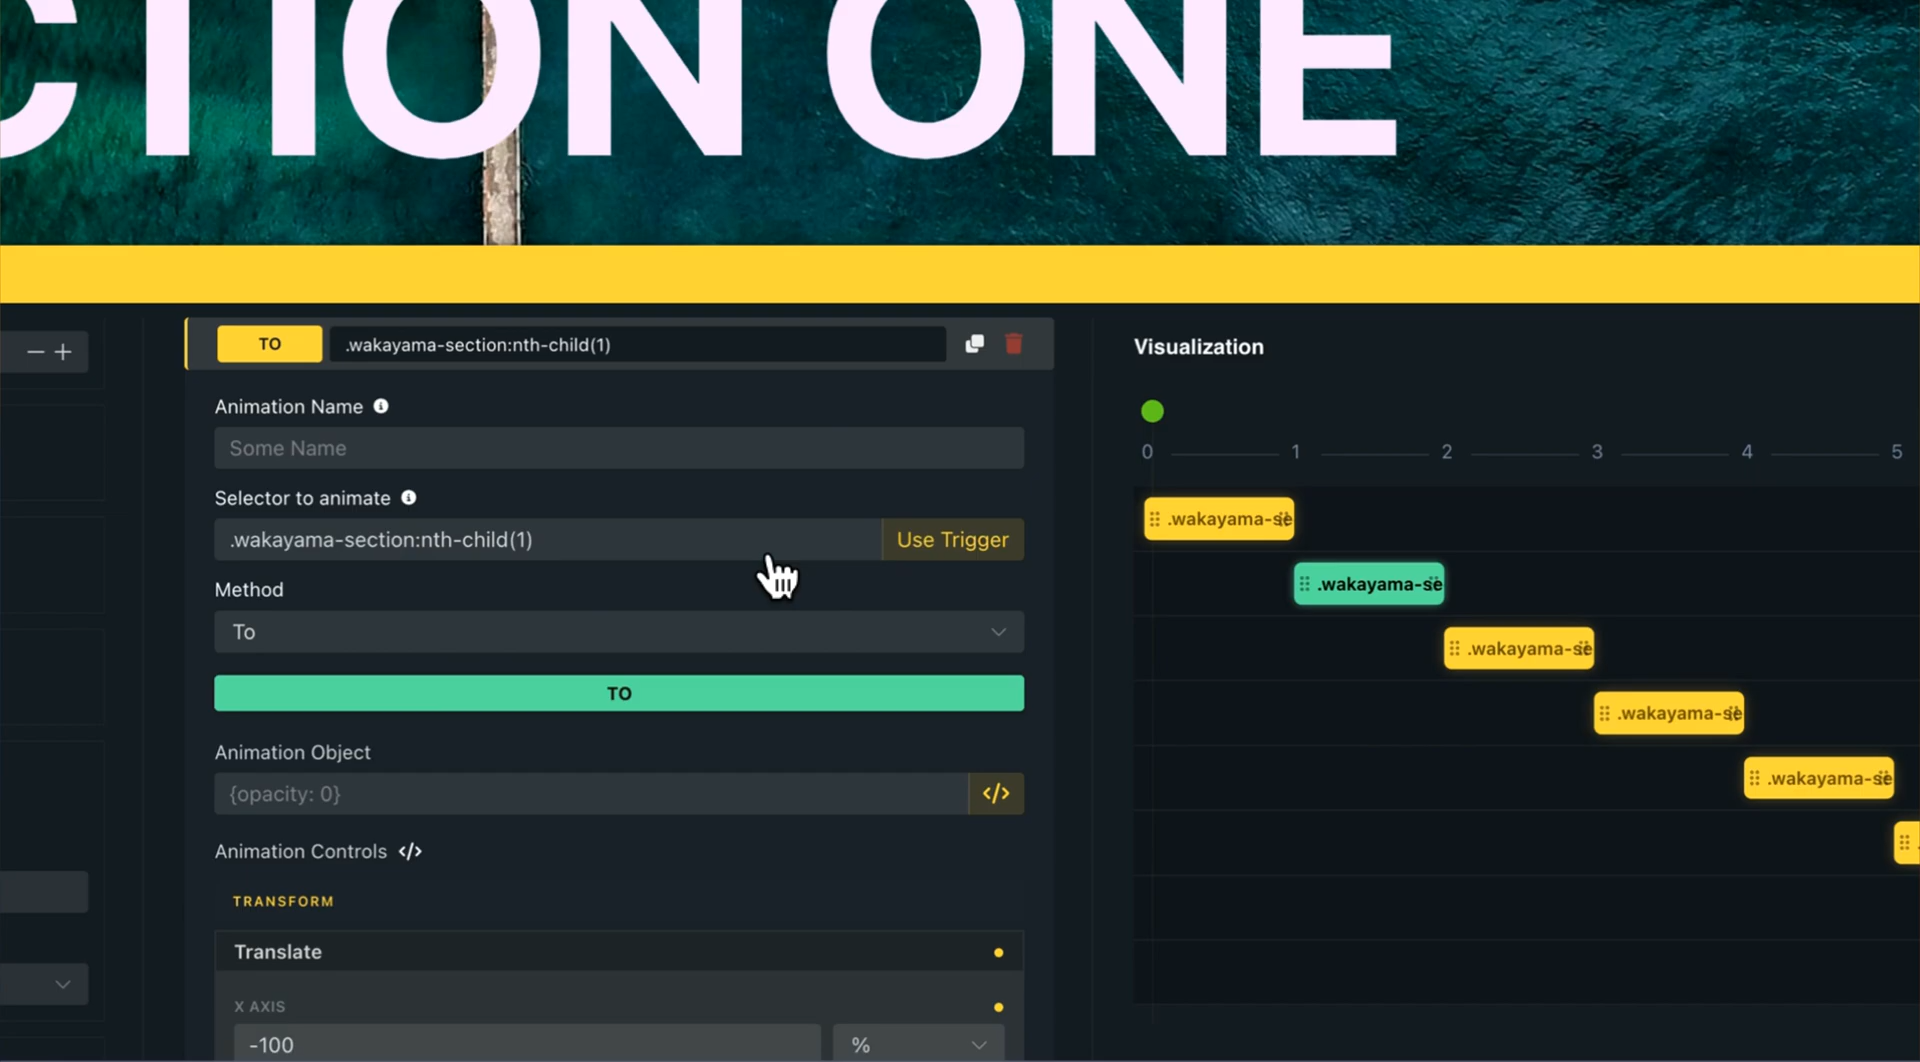 CTION ONE
TO
.wakayama-section:nth-child(1)
Visualization
Animation Name
Some Name
0 1 2 3 4 5
Selector to animate
.wakayama-section:nth-child(1)
Use Trigger
.wakayama-se
Method
.wakayama-se
To
.wakayama-se
TO
.wakayama-se
Animation Object
.wakayama-se
{opacity: 0}
</>
Animation Controls </>
TRANSFORM
Translate
X AXIS
-100
%